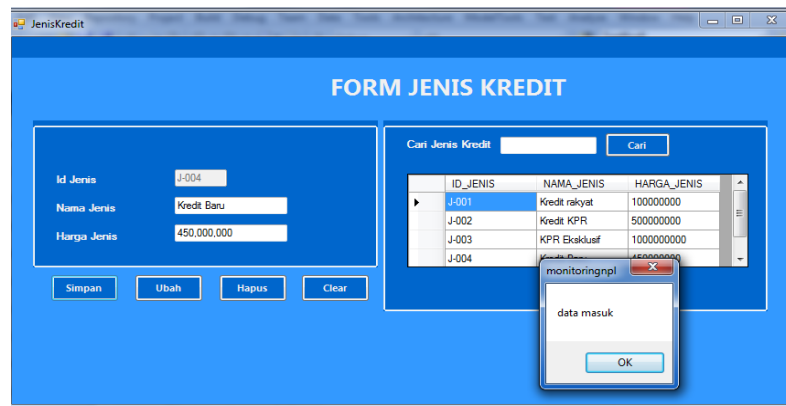 JenisKredit
FORM JENIS KREDIT
Id Jenis J-004
Nama Jenis Kredit Baru
Harga Jenis 450,000,000
Simpan Ubah Hapus Clear
Cari Jenis Kredit Cari
ID_JENIS NAMA_JENIS HARGA_JENIS
J-001 Kredit rakyat 100000000
J-002 Kredit KPR 500000000
J-003 KPR Eksklusif 1000000000
J-004
monitoringnpl
data masuk
OK